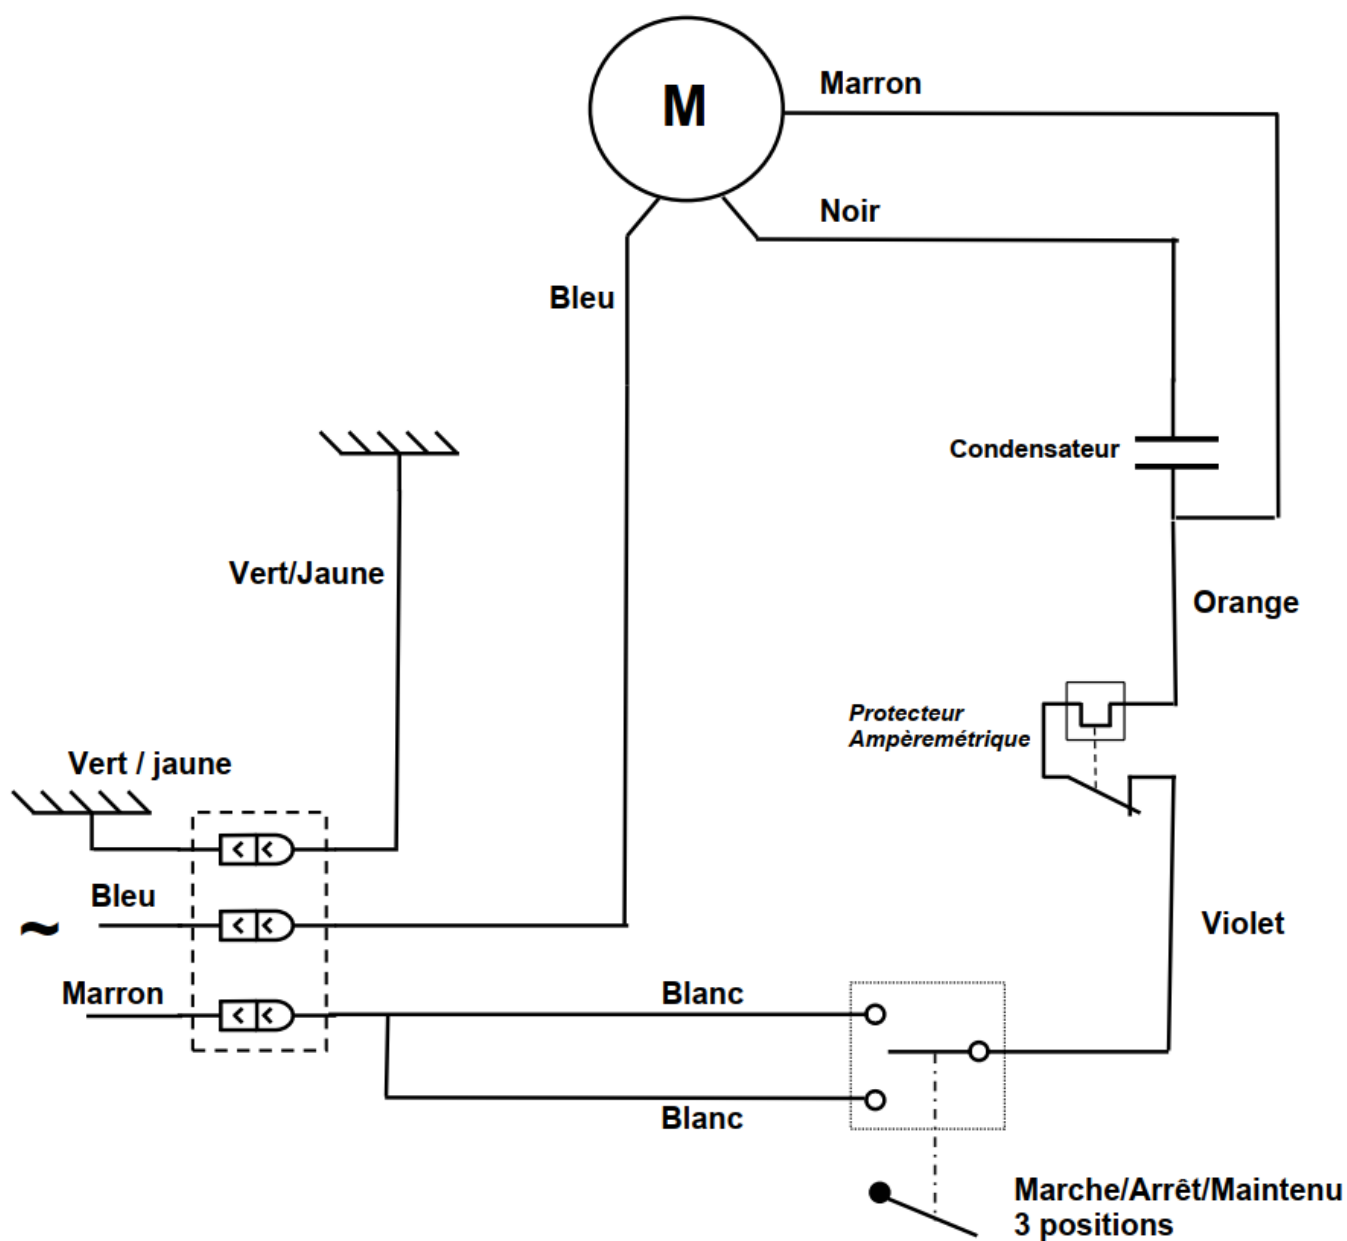 M
Marron
Noir
Bleu
Condensateur
Vert/Jaune
Orange
Protecteur
Ampèremétrique
Vert / jaune
Bleu
~
Violet
Marron
Blanc
Blanc
Marche/Arrêt/Maintenu
3 positions